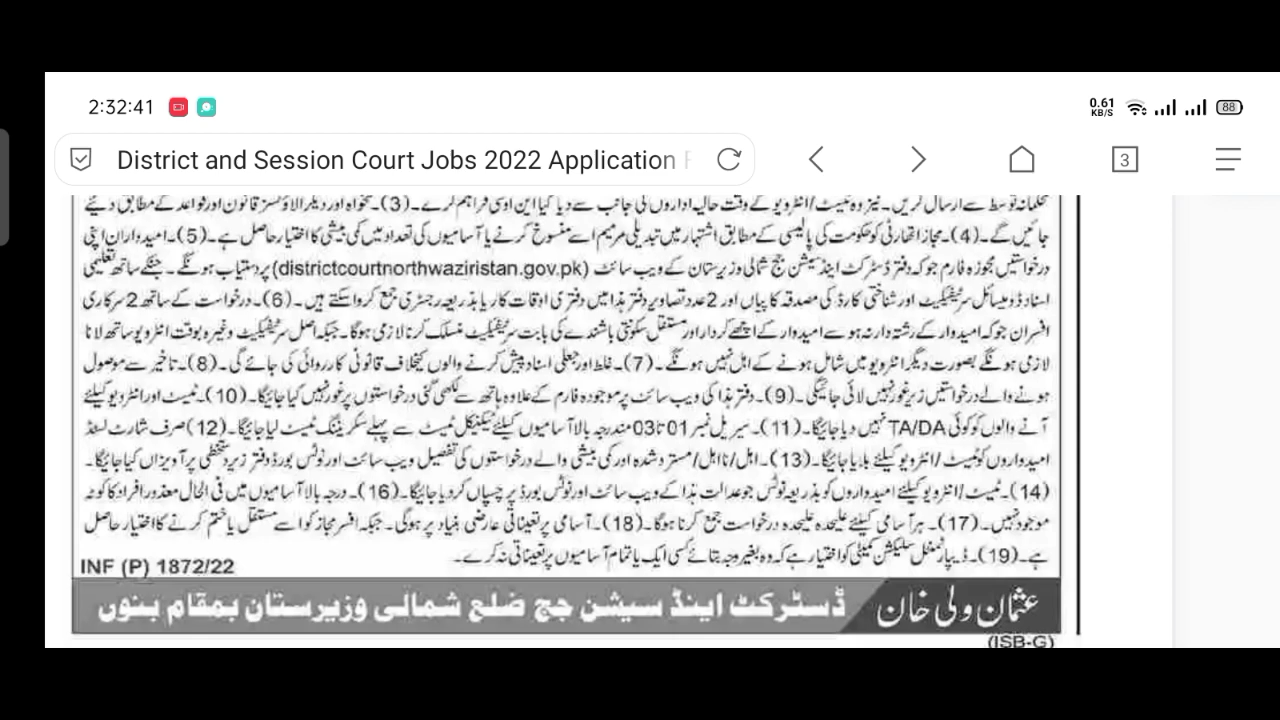 2:32:41
0.61 KB/S
88
District and Session Court Jobs 2022 Application
3
محکمانہ توسط سے ارسال کریں۔ نیز وہ ٹیسٹ/انٹرویو کے وقت حالیہ اداروں کی جانب سے دیا گیا این او سی فراہم کرے۔(3)۔تنخواہ اور دیگر الاؤنسز قانون اور قواعد کے مطابق دیئے
جائیں گے۔(4)۔مجاز اتھارٹی کو حکومت کی پالیسی کے مطابق اشتہار میں تبدیلی مرمیم اسے منسوخ کرنے یا آسامیوں کی تعداد میں کمی بیشی کا اختیار حاصل ہے۔(5)۔امیدواران اپنی
درخواستیں مجوزہ فارم جو کہ دفتر ڈسٹرکٹ اینڈ سیشن جج شمالی وزیرستان کے ویب سائٹ (districtcourtnorthwaziristan.gov.pk) پر دستیاب ہونگے۔ جسکے ساتھ تعلیمی
اسناد ڈومیسائل سرٹیفیکیٹ اور شناختی کارڈ کی مصدقہ کاپیاں اور 2 عدد تصاویر دفتر ہذا میں دفتری اوقات کار یا بذریعہ رجسٹری جمع کرواسکتے ہیں۔(6)۔درخواست کے ساتھ 2 سرکاری
افسران جو کہ امیدوار کے رشتہ دار نہ ہو سے امیدوار کے اچھے کردار اور مستقل سکونتی باشندے کی بابت سرٹیفکیٹ منسلک کرنا لازی ہوگا۔ جبکہ اصل سرٹیفکیٹ وغیرہ بوقت انٹرویو ساتھ لانا
لازمی ہونگے بصورت دیگر انٹرویو میں شامل ہونے کے اہل نہیں ہونگے۔(7)۔غلط اور جعلی اسناد پیش کرنے والوں کیخلاف قانونی کارروائی کی جائے گی۔(8)۔تاخیر سے موصول
ہونے والے درخواستیں زیر غور نہیں لائی جائیگی۔(9)۔دفتر ہذا کی ویب سائٹ پر موجودہ فارم کے علاوہ ہاتھ سے لکھی گئی درخواستوں پر غور نہیں کیا جائیگا۔(10)۔ٹیسٹ اور انٹرویو کیلئے
آنے والوں کو کوئی TA/DA نہیں دیا جائیگا۔(11)۔ سیریل نمبر 01 تا 03 مندرجہ بالا آسامیوں کیلئے ٹیکنیکل ٹیسٹ سے پہلے سکریننگ ٹیسٹ لیا جائیگا۔(12) صرف شارٹ لسٹڈ
امیدواروں کو ٹیسٹ/انٹرویو کیلئے بلایا جائیگا۔(13)۔اہل/نااہل/مسترد شدہ اور کمی بیشی والے درخواستوں کی تفصیل ویب سائٹ اور نوٹس بورڈ دفتر زیر دستخطی پر آویزاں کیا جائیگا۔
(14)۔ٹیسٹ/انٹرویو کیلئے امیدواروں کو بذریعہ نوٹس جو عدالت ہذا کے ویب سائٹ اور نوٹس بورڈ پر چسپاں کر دیا جائیگا۔(16)۔درجہ بالا آسامیوں میں فی الحال معذور افراد کا کوٹہ
موجود نہیں۔(17)۔ ہر آسامی کیلئے علیحدہ علیحدہ درخواست جمع کرنا ہوگا۔(18)۔آسامی پر تعیناتی عارضی بنیاد پر ہوگی۔ جبکہ افسر مجاز کو اسے مستقل یا ختم کرنے کا اختیار حاصل
ہے۔(19)۔ڈیپارٹمنٹل سلیکشن کمیٹی کو اختیار ہے کہ وہ بغیر وجہ بتائے کسی ایک یا تمام آسامیوں پر تعیناتی نہ کرے۔
INF (P) 1872/22
عثمان ولی خان ڈسٹرکٹ اینڈ سیشن جج ضلع شمالی وزیرستان بمقام بنوں
(ISB-G)